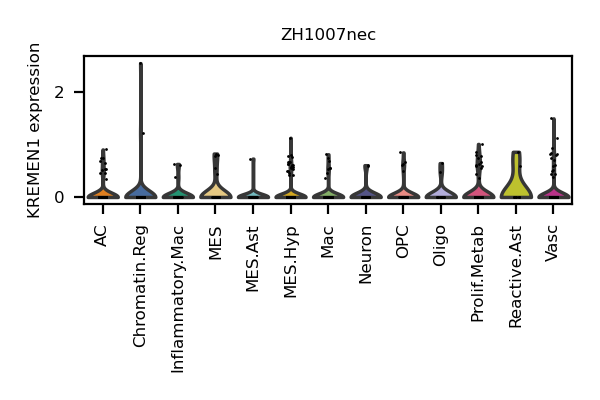 ZH1007nec
KREMEN1 expression
2
0
AC
Chromatin.Reg
Inflammatory.Mac
MES
MES.Ast
MES.Hyp
Mac
Neuron
OPC
Oligo
Prolif.Metab
Reactive.Ast
Vasc